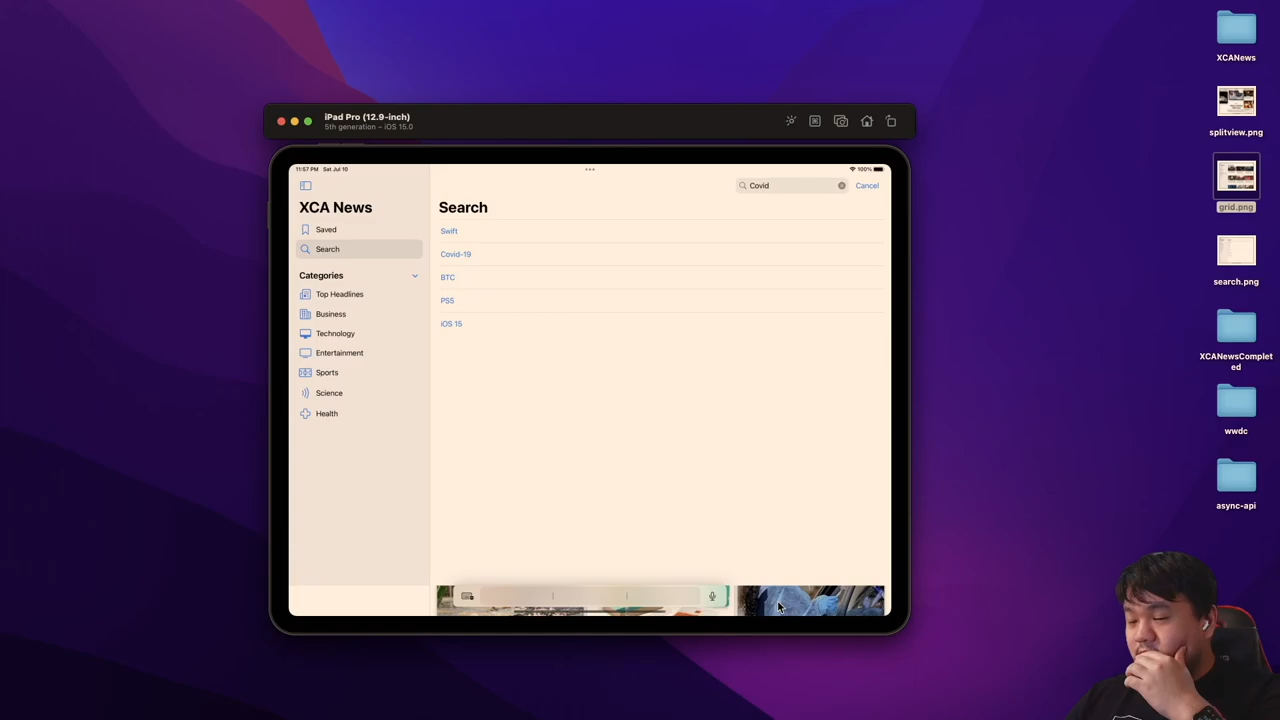 XCANews
splitview.png
grid.png
search.png
XCANewsComplet
ed
wwdc
async-api
iPad Pro (12.9-inch)
5th generation – iOS 15.0
11:57 PM Sat Jul 10
100%
XCA News
Saved
Search
Categories
Top Headlines
Business
Technology
Entertainment
Sports
Science
Health
Covid
Cancel
Search
Swift
Covid-19
BTC
PS5
iOS 15